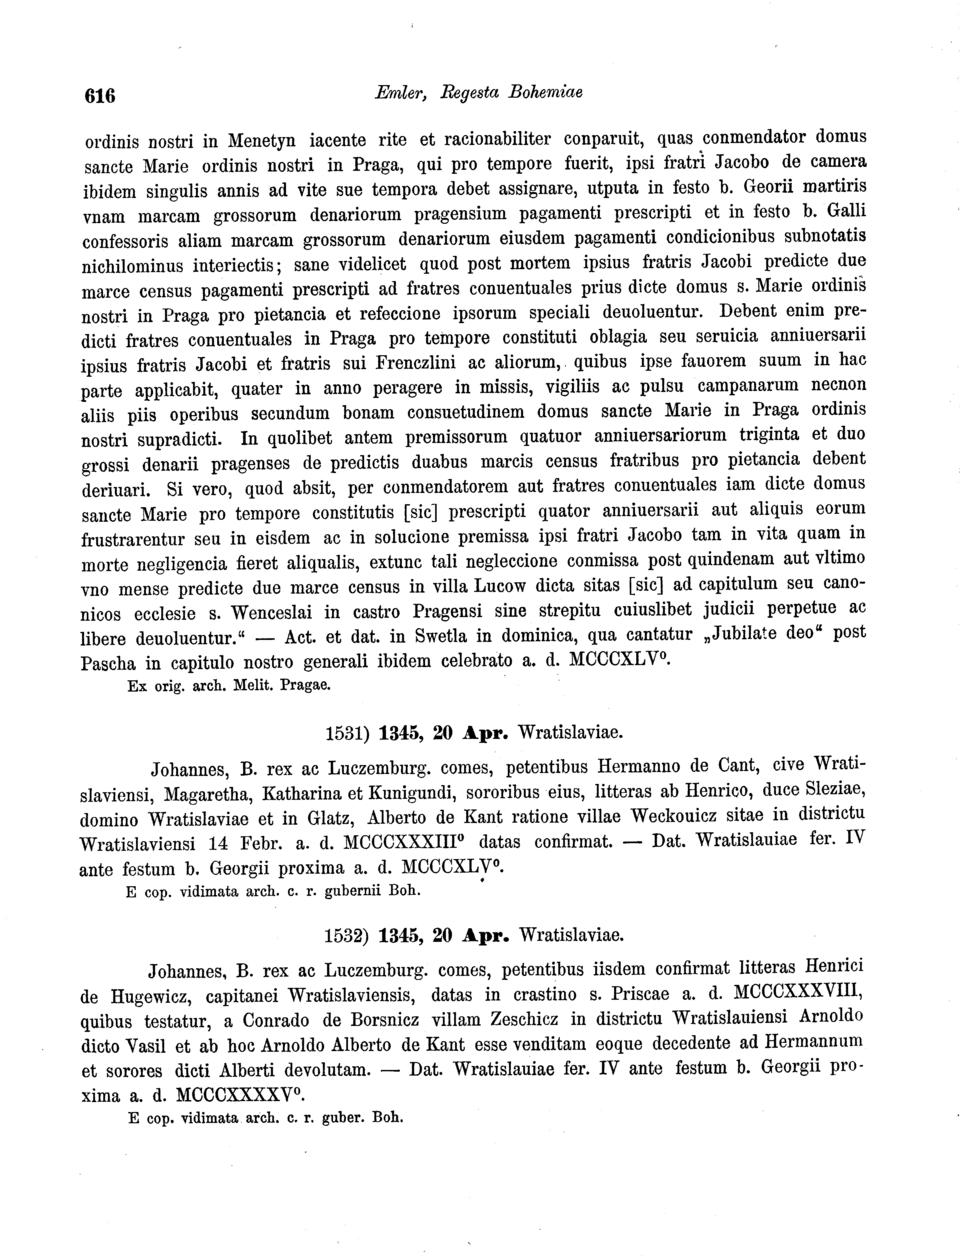 616
Emler, Regesta Bohemiae
ordinis nostri in Menetyn iacente rite et racionabiliter conparuit, quas conmendator domus
sancte Marie ordinis nostri in Praga, qui pro tempore fuerit, ipsi fratri Jacobo de camera
ibidem singulis annis ad vite sue tempora debet assignare, utputa in festo b. Georii martiris
vnam marcam grossorum denariorum pragensium pagamenti prescripti et in festo b. Galli
confessoris aliam marcam grossorum denariorum eiusdem pagamenti condicionibus subnotatis
nichilominus interiectis; sane videlicet quod post mortem ipsius fratris Jacobi predicte due
marce census pagamenti prescripti ad fratres conuentuales prius dicte domus s. Marie ordinis
nostri in Praga pro pietancia et refeccione ipsorum speciali deuoluentur. Debent enim pre-
dicti fratres conuentuales in Praga pro tempore constituti oblagia seu seruicia anniuersarii
ipsius fratris Jacobi et fratris sui Frenczlini ac aliorum, quibus ipse fauorem suum in hac
parte applicabit, quater in anno peragere in missis, vigiliis ac pulsu campanarum necnon
aliis piis operibus secundum bonam consuetudinem domus sancte Marie in Praga ordinis
nostri supradicti. In quolibet antem premissorum quatuor anniuersariorum triginta et duo
grossi denarii pragenses de predictis duabus marcis census fratribus pro pietancia debent
deriuari. Si vero, quod absit, per conmendatorem aut fratres conuentuales iam dicte domus
sancte Marie pro tempore constitutis [sic] prescripti quator anniuersarii aut aliquis eorum
frustrarentur seu in eisdem ac in solucione premissa ipsi fratri Jacobo tam in vita quam in
morte negligencia fieret aliqualis, extunc tali negleccione conmissa post quindenam aut vltimo
vno mense predicte due marce census in villa Lucow dicta sitas [sic] ad capitulum seu cano-
nicos ecclesie s. Wenceslai in castro Pragensi sine strepitu cuiuslibet judicii perpetue ac
libere deuoluentur.“ — Act. et dat. in Swetla in dominica, qua cantatur „Jubilate deo“ post
Pascha in capitulo nostro generali ibidem celebrato a. d. MCCCXLV⁰.
Ex orig. arch. Melit. Pragae.
1531) 1345, 20 Apr. Wratislaviae.
Johannes, B. rex ac Luczemburg. comes, petentibus Hermanno de Cant, cive Wrati-
slaviensi, Magaretha, Katharina et Kunigundi, sororibus eius, litteras ab Henrico, duce Sleziae,
domino Wratislaviae et in Glatz, Alberto de Kant ratione villae Weckouicz sitae in districtu
Wratislaviensi 14 Febr. a. d. MCCCXXXIII⁰ datas confirmat. — Dat. Wratislauiae fer. IV
ante festum b. Georgii proxima a. d. MCCCXLV⁰.
E cop. vidimata arch. c. r. gubernii Boh.
1532) 1345, 20 Apr. Wratislaviae.
Johannes, B. rex ac Luczemburg. comes, petentibus iisdem confirmat litteras Henrici
de Hugewicz, capitanei Wratislaviensis, datas in crastino s. Priscae a. d. MCCCXXXVIII,
quibus testatur, a Conrado de Borsnicz villam Zeschicz in districtu Wratislauiensi Arnoldo
dicto Vasil et ab hoc Arnoldo Alberto de Kant esse venditam eoque decedente ad Hermannum
et sorores dicti Alberti devolutam. — Dat. Wratislauiae fer. IV ante festum b. Georgii pro-
xima a. d. MCCCXXXXV⁰.
E cop. vidimata arch. c. r. guber. Boh.